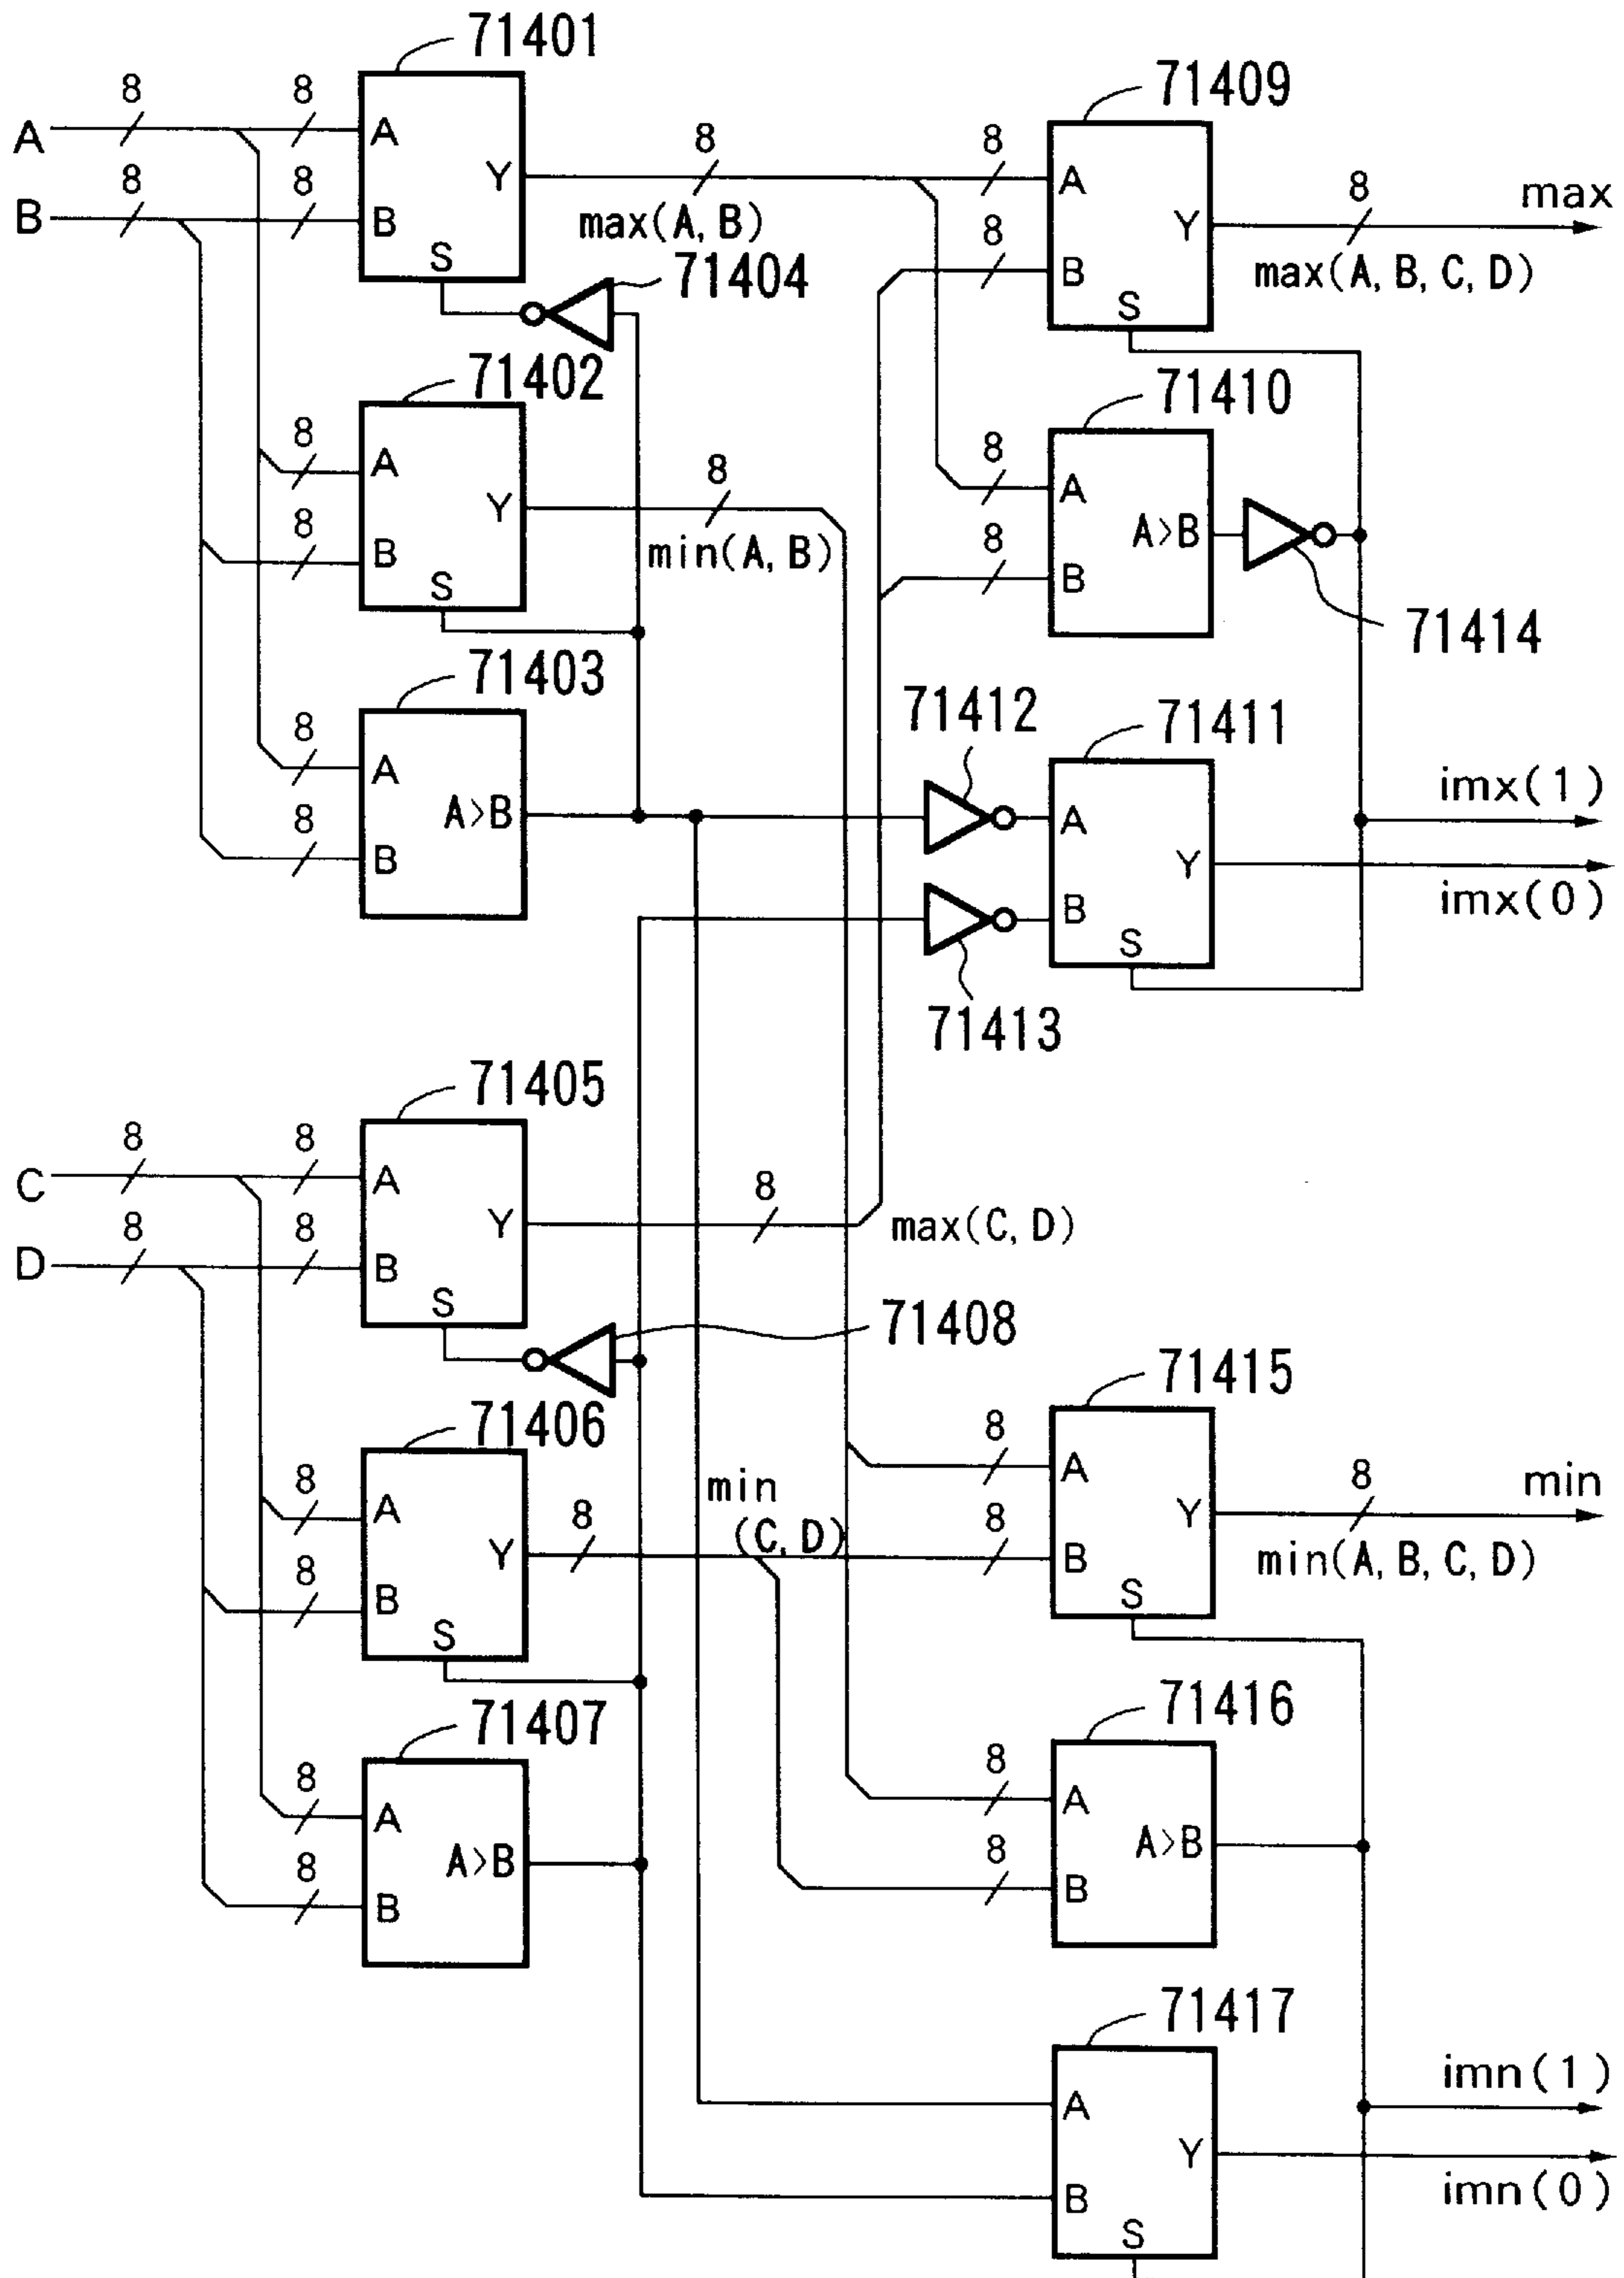 71401
8
8
A
A
Y
8
8
B
B
S
max(A, B)
8
71404
71402
8
A
Y
8
B
S
8
min(A, B)
71403
8
A
A>B
8
B
71409
8
A
8
B
Y
S
8
max
max(A, B, C, D)
71410
8
A
A>B
8
B
71414
71412
71411
A
Y
B
S
71413
imx(1)
imx(0)
71405
8
8
C
A
Y
8
8
D
B
S
8
max(C, D)
71408
71406
8
A
Y
8
B
S
8
min
(C, D)
71407
8
A
A>B
8
B
71415
8
A
Y
8
B
S
8
min
min(A, B, C, D)
71416
8
A
A>B
8
B
71417
A
Y
B
S
imn(1)
imn(0)